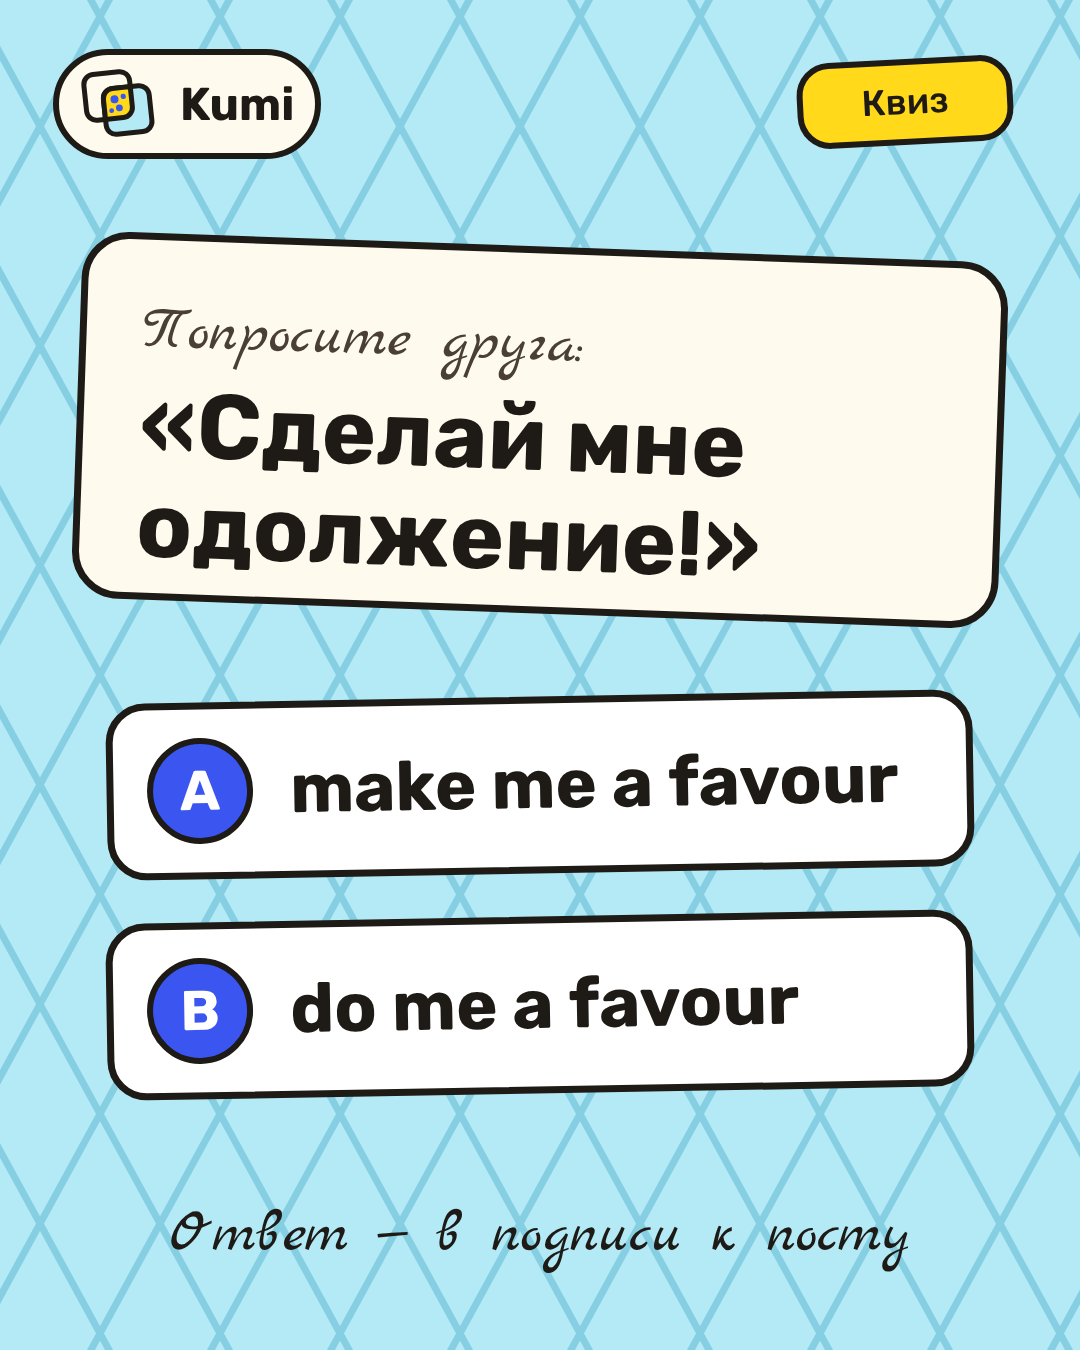 Kumi
Квиз
Попросите друга:
«Сделай мне
одолжение!»
A make me a favour
B do me a favour
Ответ — в подписи к посту